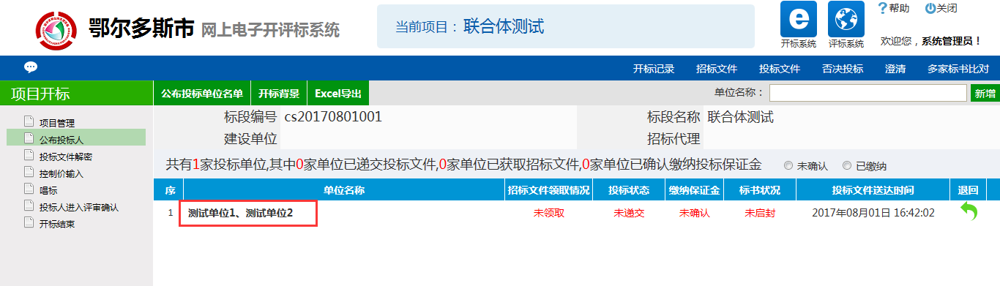 鄂尔多斯市 网上电子开评标系统
当前项目： 联合体测试
开标系统
评标系统
帮助
关闭
欢迎您，系统管理员！
开标记录 招标文件 投标文件 否决投标 澄清 多家标书比对
项目开标
公布投标单位名单 开标背景 Excel导出
单位名称： 新增
项目管理
公布投标人
投标文件解密
控制价输入
唱标
投标人进入评审确认
开标结束
标段编号 cs20170801001 标段名称 联合体测试
建设单位 招标代理
共有1家投标单位,其中0家单位已递交投标文件,0家单位已获取招标文件,0家单位已确认缴纳投标保证金 未确认 已缴纳
序 单位名称 招标文件领取情况 投标状态 缴纳保证金 标书状况 投标文件送达时间 退回
1 测试单位1、测试单位2 未领取 未递交 未确认 未启封 2017年08月01日 16:42:02